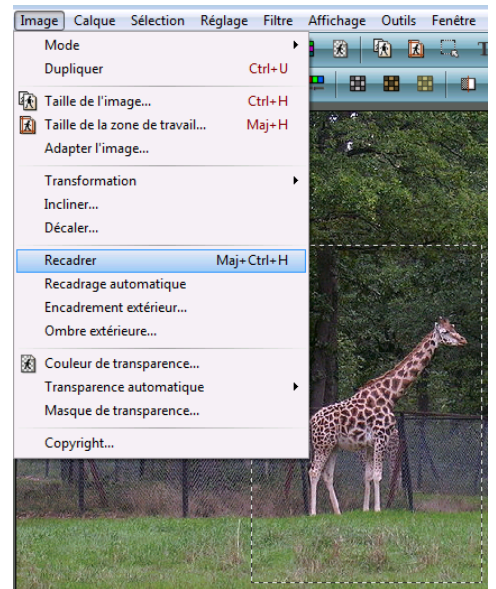 Image Calque Sélection Réglage Filtre Affichage Outils Fenêtre
Mode
Dupliquer Ctrl+U
Taille de l'image... Ctrl+H
Taille de la zone de travail... Maj+H
Adapter l'image...
Transformation
Incliner...
Décaler...
Recadrer Maj+Ctrl+H
Recadrage automatique
Encadrement extérieur...
Ombre extérieure...
Couleur de transparence...
Transparence automatique
Masque de transparence...
Copyright...